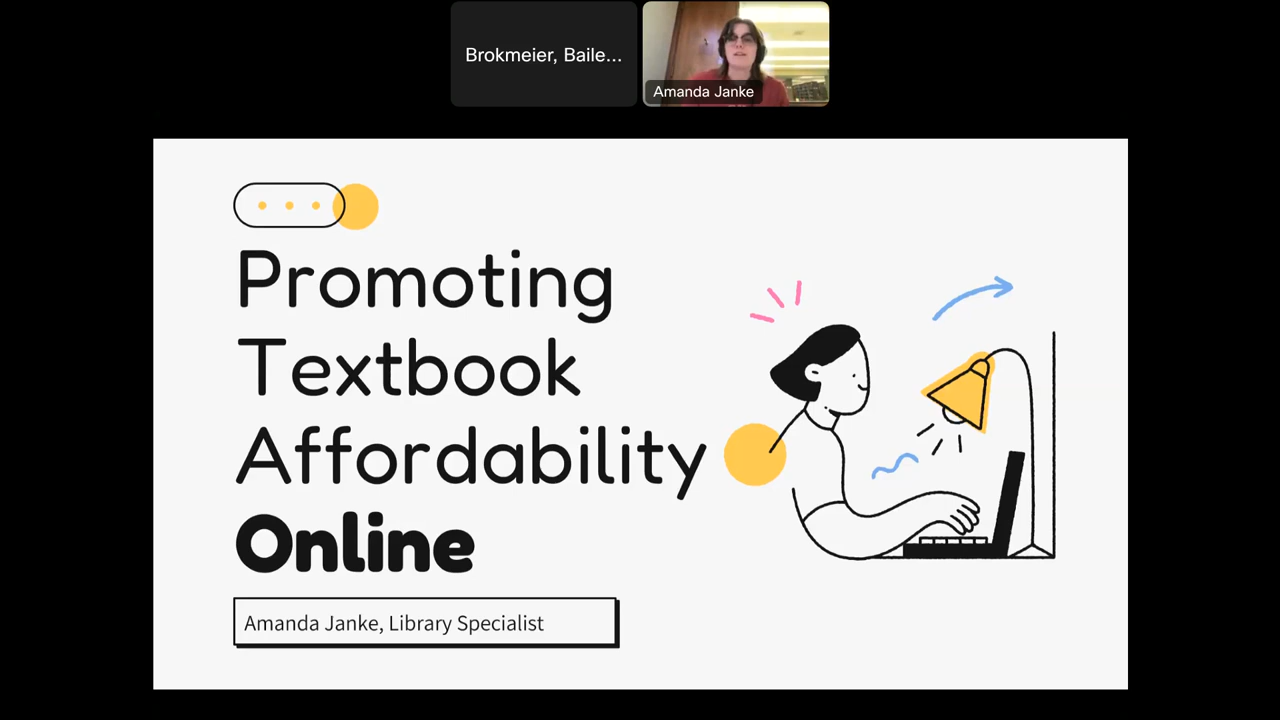 Brokmeier, Baile...
Amanda Janke
Promoting
Textbook
Affordability
Online
Amanda Janke, Library Specialist